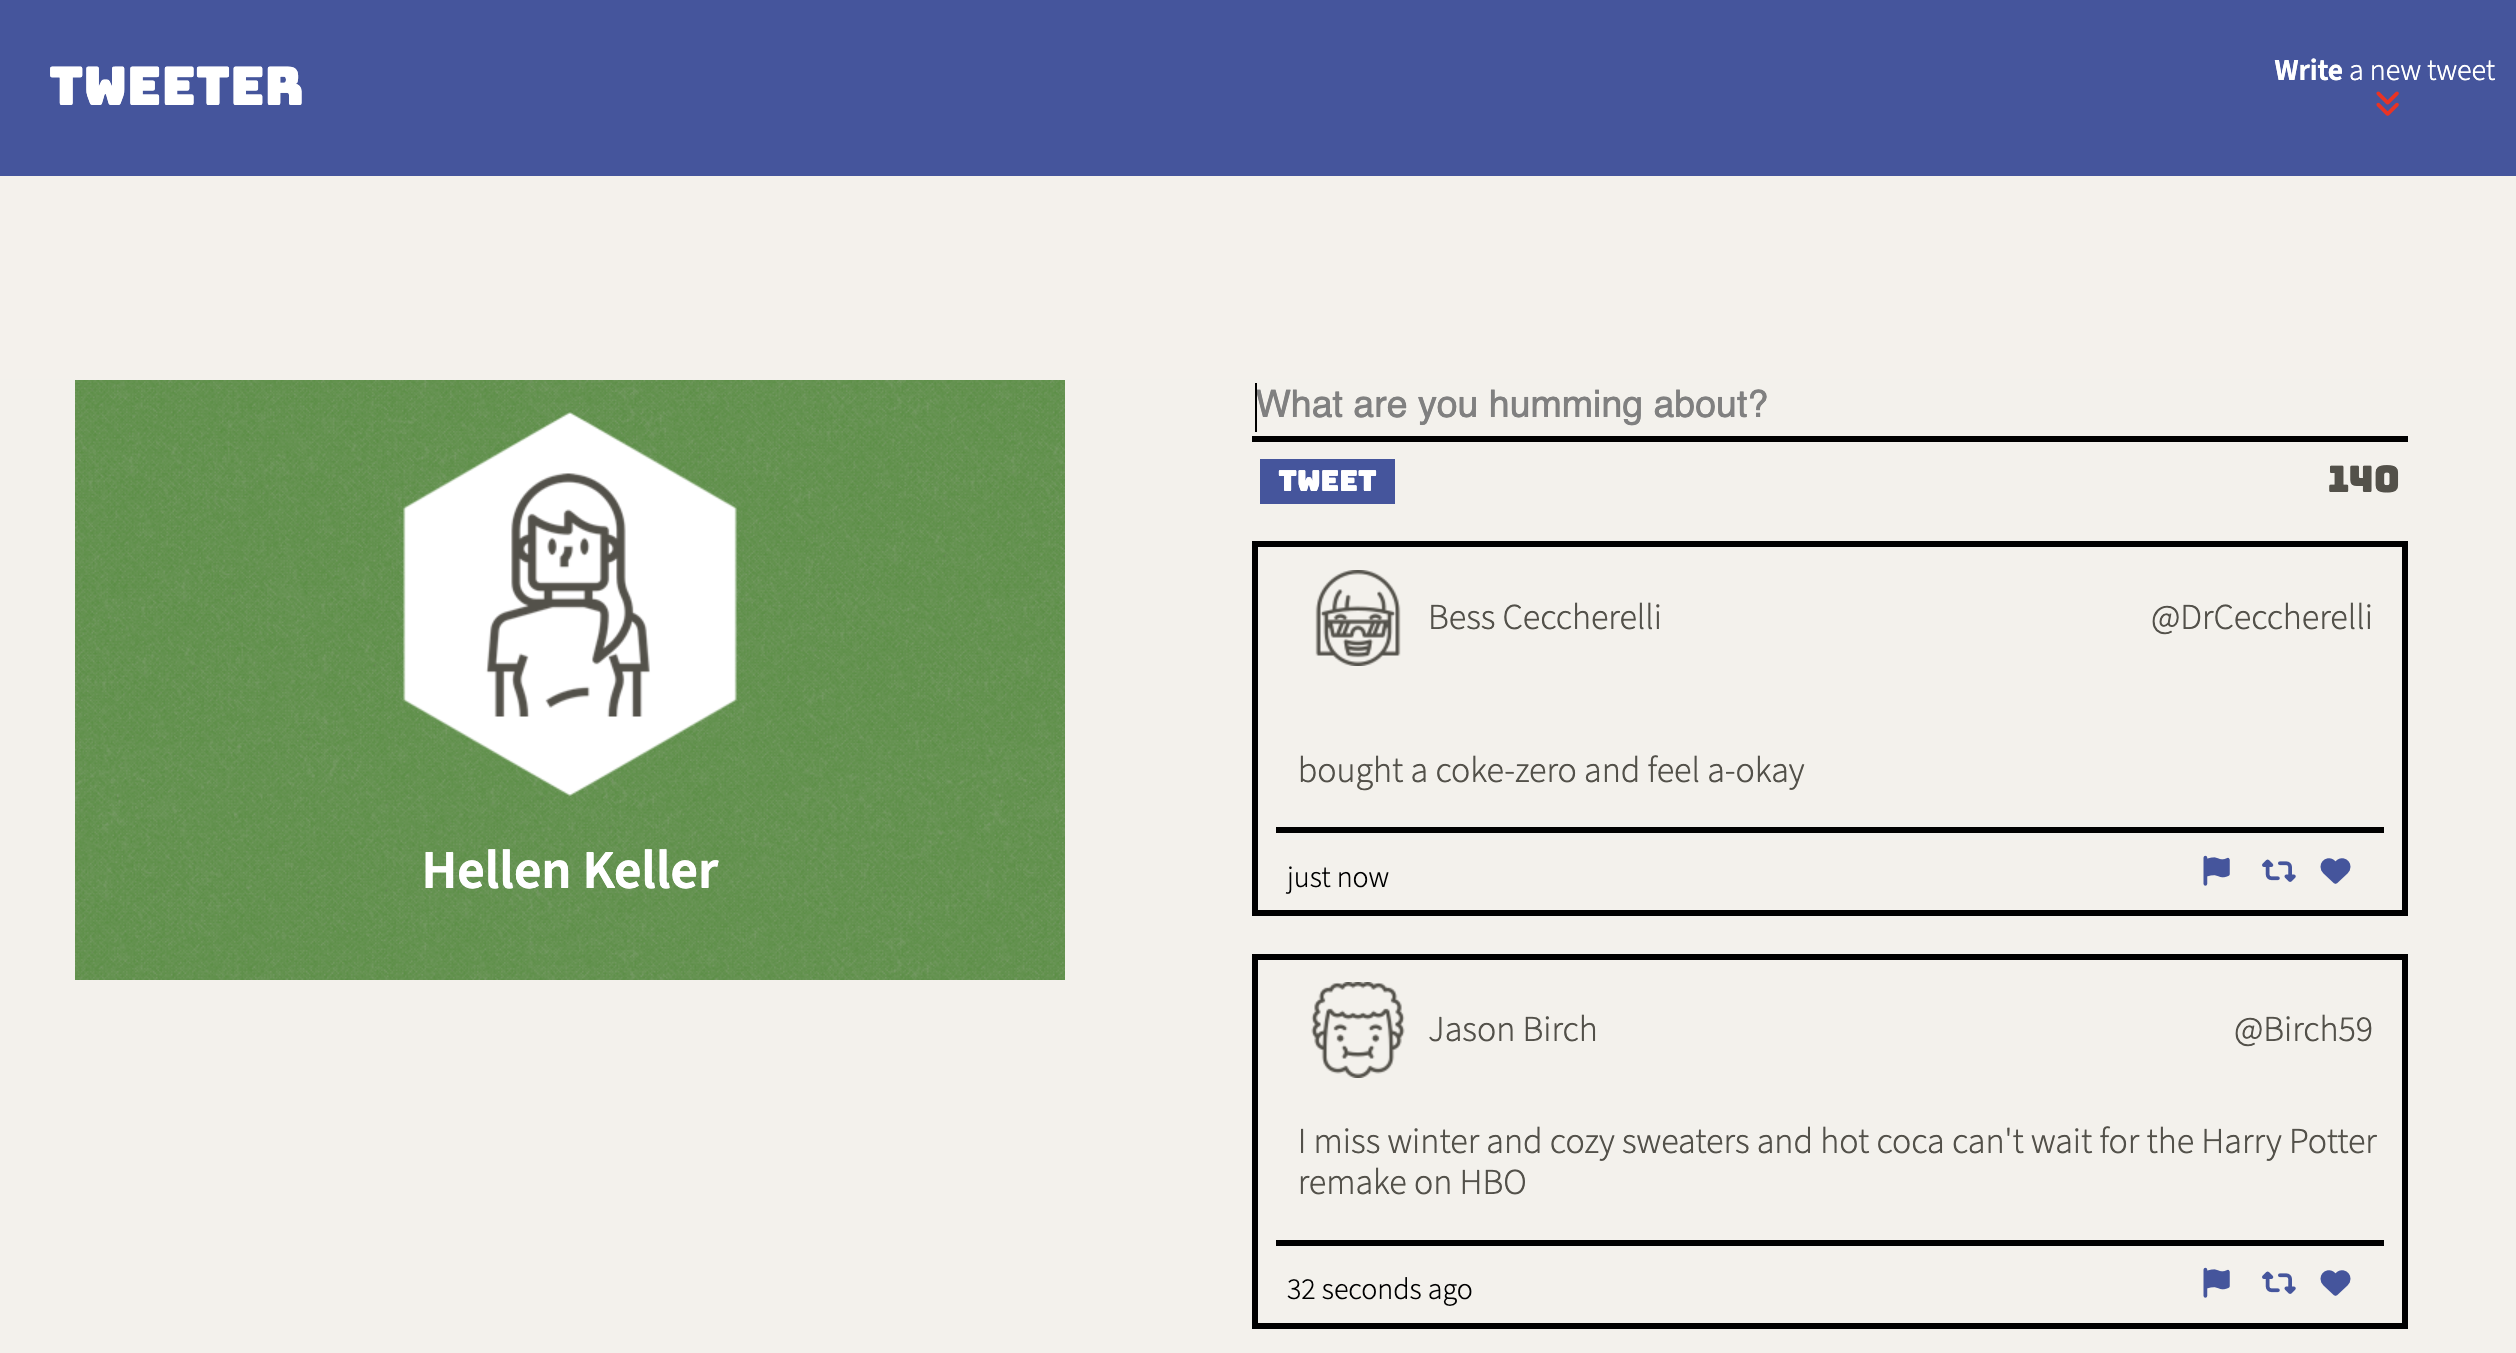 TWEETER
Write a new tweet
Hellen Keller
What are you humming about?
TWEET
140
Bess Ceccherelli
@DrCeccherelli
bought a coke-zero and feel a-okay
just now
Jason Birch
@Birch59
I miss winter and cozy sweaters and hot coca can't wait for the Harry Potter
remake on HBO
32 seconds ago